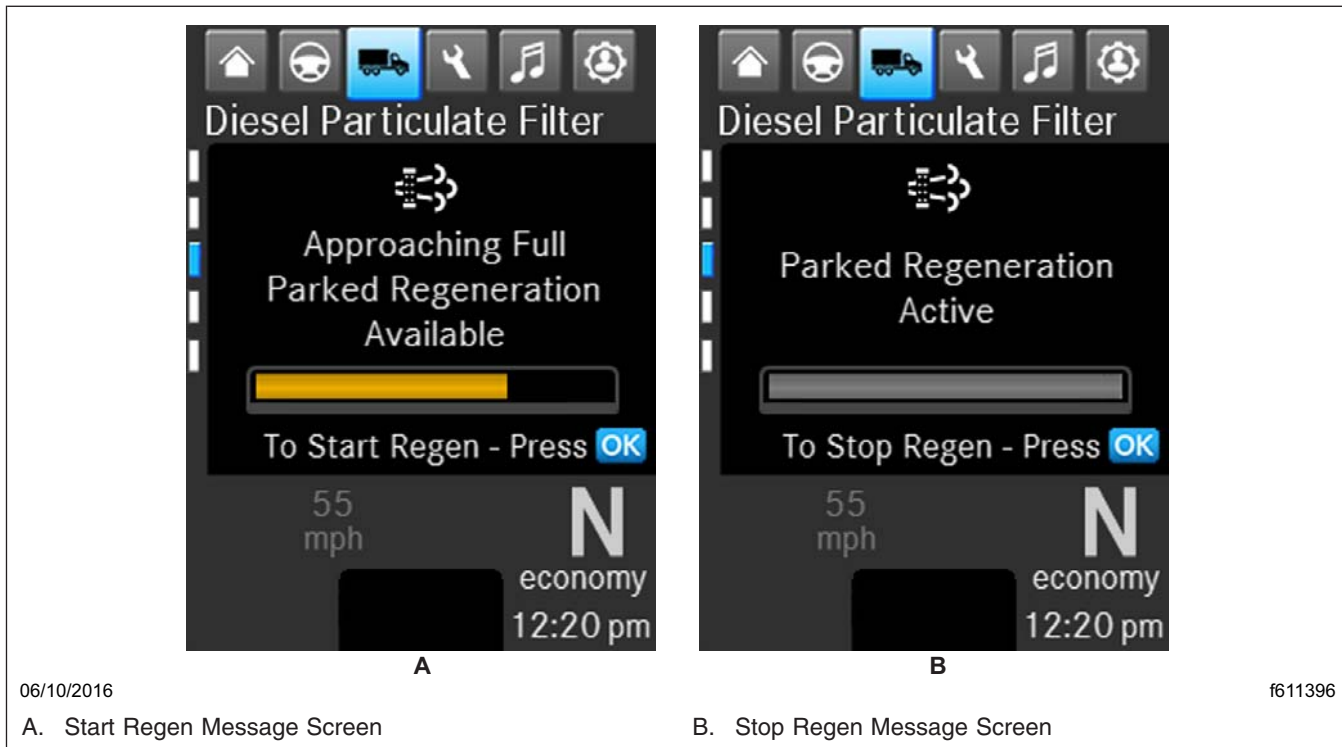 Diesel Particulate Filter
Approaching Full
Parked Regeneration
Available
To Start Regen - Press OK
55
mph
N
economy
12:20 pm
A
Diesel Particulate Filter
Parked Regeneration
Active
To Stop Regen - Press OK
55
mph
N
economy
12:20 pm
B
06/10/2016
f611396
A. Start Regen Message Screen
B. Stop Regen Message Screen